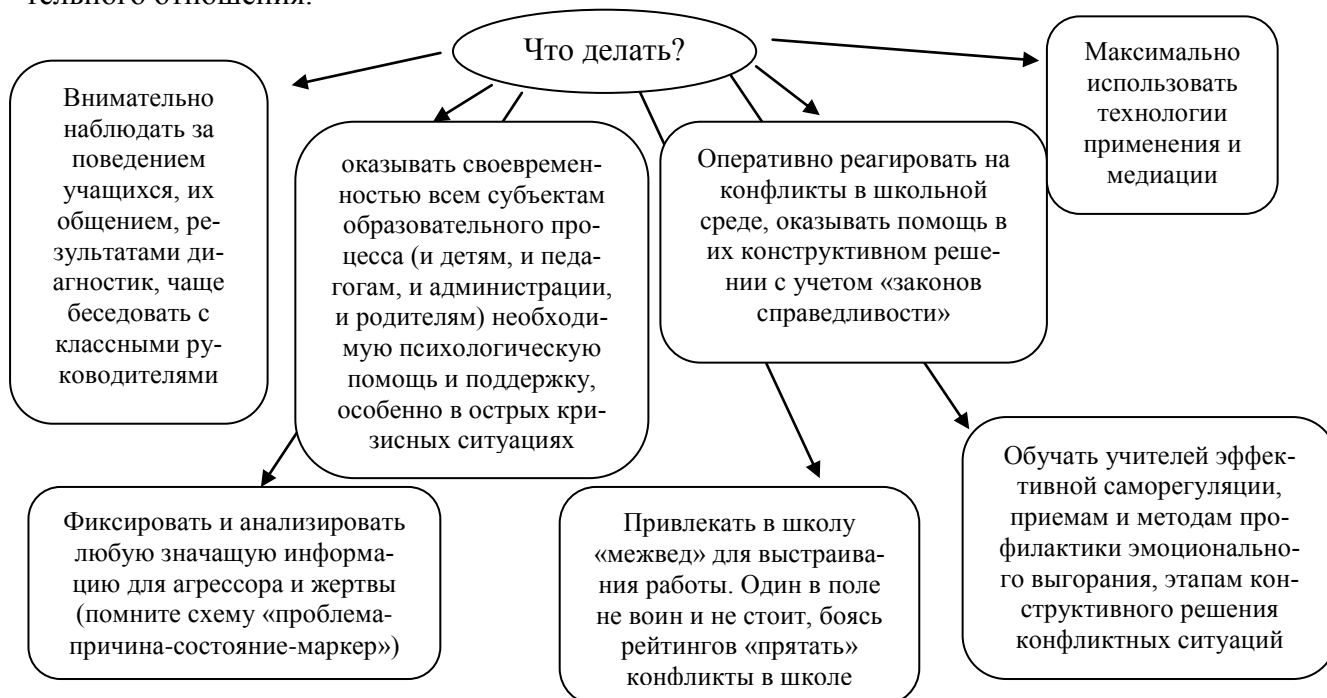 тельного отношения.
Что делать?
Внимательно
наблюдать за
поведением
учащихся, их
общением, ре-
зультатами ди-
агностик, чаще
беседовать с
классными ру-
ководителями
оказывать своевремен-
ностью всем субъектам
образовательного про-
цесса (и детям, и педа-
гогам, и администрации,
и родителям) необходи-
мую психологическую
помощь и поддержку,
особенно в острых кри-
зисных ситуациях
Оперативно реагировать на
конфликты в школьной
среде, оказывать помощь в
их конструктивном реше-
нии с учетом «законов
справедливости»
Максимально
использовать
технологии
применения и
медиации
Фиксировать и анализировать
любую значащую информа-
цию для агрессора и жертвы
(помните схему «проблема-
причина-состояние-маркер»)
Привлекать в школу
«межвед» для выстраива-
ния работы. Один в поле
не воин и не стоит, боясь
рейтингов «прятать»
конфликты в школе
Обучать учителей эффек-
тивной саморегуляции,
приемам и методам про-
филактики эмоционально-
го выгорания, этапам кон-
структивного решения
конфликтных ситуаций